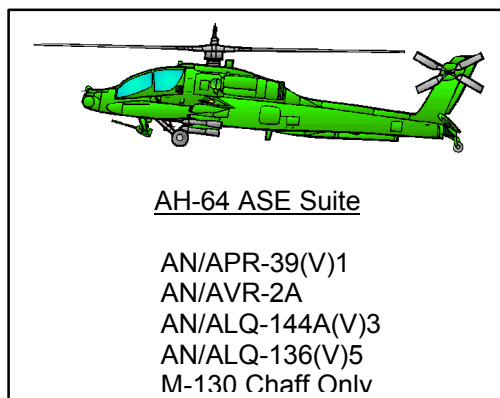 AH-64 ASE Suite
AN/APR-39(V)1
AN/AVR-2A
AN/ALQ-144A(V)3
AN/ALQ-136(V)5
M-130 Chaff Only